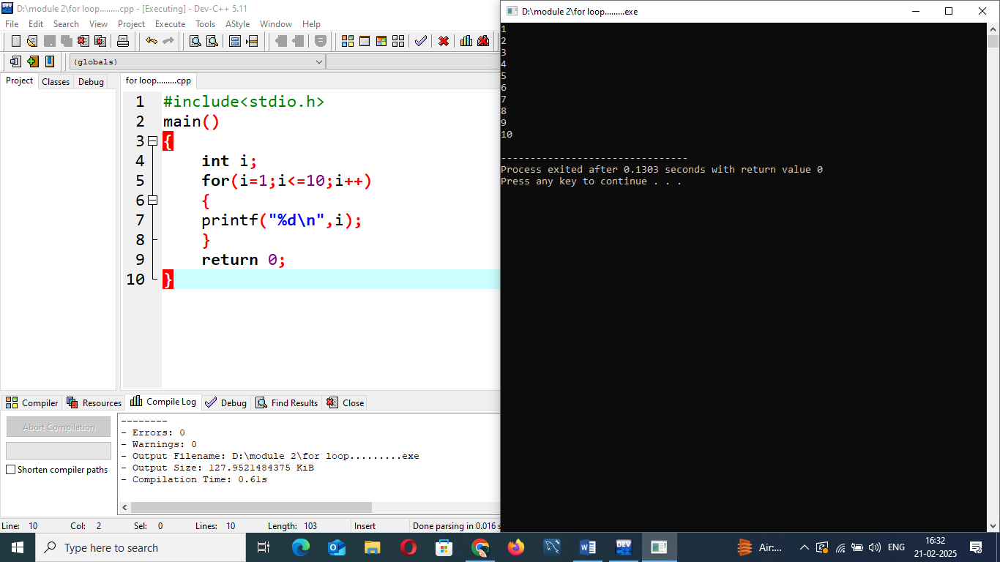 D:\module 2\for loop.........cpp - [Executing] - Dev-C++ 5.11
File Edit Search View Project Execute Tools AStyle Window Help
(globals)
Project Classes Debug
for loop.........cpp
1 #include<stdio.h>
2 main()
3 {
4 int i;
5 for(i=1;i<=10;i++)
6 {
7 printf("%d\n",i);
8 }
9 return 0;
10 }
Compiler Resources Compile Log Debug Find Results Close
Abort Compilation
Shorten compiler paths
--------
- Errors: 0
- Warnings: 0
- Output Filename: D:\module 2\for loop.........exe
- Output Size: 127.9521484375 KiB
- Compilation Time: 0.61s
Line: 10 Col: 2 Sel: 0 Lines: 10 Length: 103 Insert Done parsing in 0.016 s
D:\module 2\for loop.........exe
1
2
3
4
5
6
7
8
9
10
--------------------------------
Process exited after 0.1303 seconds with return value 0
Press any key to continue . . .
Type here to search
DEV
Air:...
ENG
16:32
21-02-2025